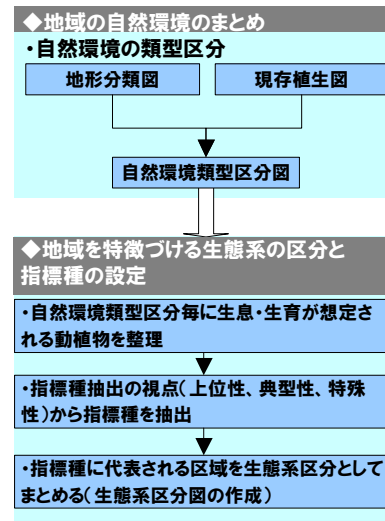 ◆地域の自然環境のまとめ
・自然環境の類型区分
地形分類図
現存植生図
自然環境類型区分図
◆地域を特徴づける生態系の区分と
指標種の設定
・自然環境類型区分毎に生息・生育が想定さ
れる動植物を整理
・指標種抽出の視点（上位性、典型性、特殊
性）から指標種を抽出
・指標種に代表される区域を生態系区分として
まとめる（生態系区分図の作成）